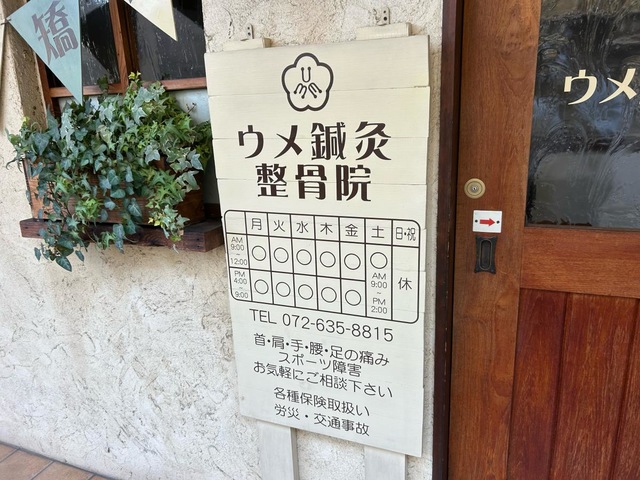 矯
ウメ鍼灸
整骨院
月 火 水 木 金 土 日・祝
AM 9:00 ~ 12:00 ○ ○ ○ ○ ○ ○ 休
PM 4:00 ~ 9:00 ○ ○ ○ ○ ○ AM 9:00 ~ PM 2:00
TEL 072-635-8815
首・肩・手・腰・足の痛み
スポーツ障害
お気軽にご相談下さい
各種保険取扱い
労災・交通事故
ウメ